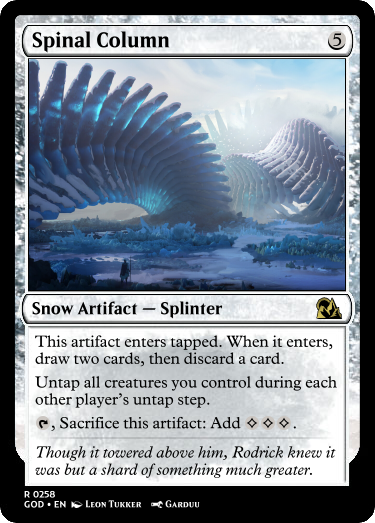 Spinal Column 5
Snow Artifact — Splinter
This artifact enters tapped. When it enters,
draw two cards, then discard a card.
Untap all creatures you control during each
other player's untap step.
, Sacrifice this artifact: Add .
Though it towered above him, Rodrick knew it
was but a shard of something much greater.
R 0258
GOD • EN Leon Tukker Garduu